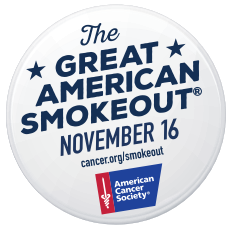 The
GREAT
AMERICAN
SMOKEOUT®
NOVEMBER 16
cancer.org/smokeout
American
Cancer
Society®